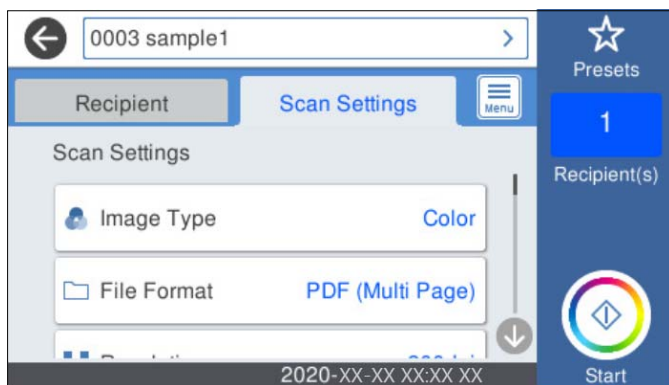 0003 sample1
Presets
Recipient
Scan Settings
Menu
1
Recipient(s)
Scan Settings
Image Type
Color
File Format
PDF (Multi Page)
2020-XX-XX XX:XX XX
Start